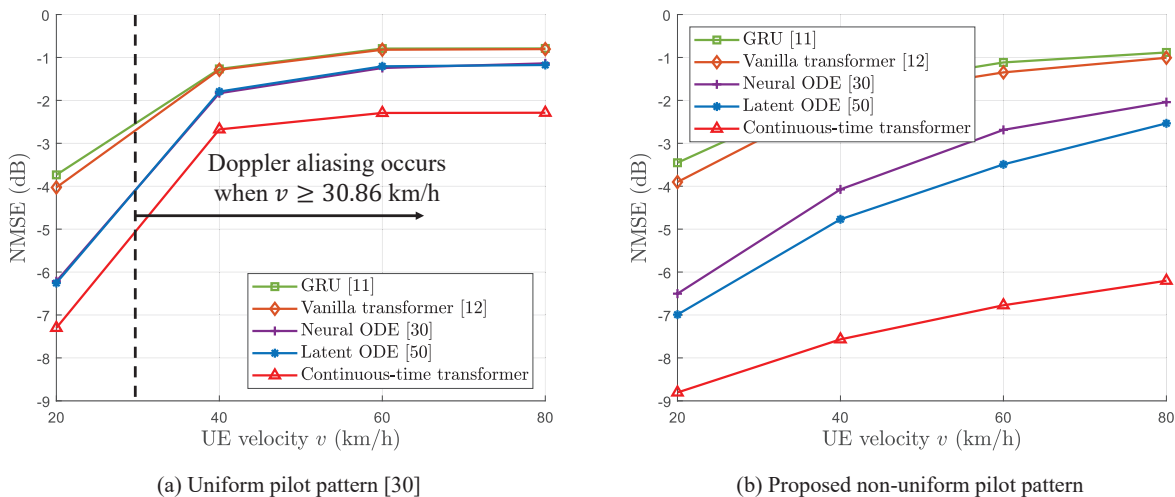 0
-1
-2
-3
-4
-5
-6
-7
-8
-9
NMSE (dB)
Doppler aliasing occurs
when v ≥ 30.86 km/h
GRU [11]
Vanilla transformer [12]
Neural ODE [30]
Latent ODE [50]
Continuous-time transformer
20
40
60
80
UE velocity v (km/h)
(a) Uniform pilot pattern [30]
0
-1
-2
-3
-4
-5
-6
-7
-8
-9
NMSE (dB)
GRU [11]
Vanilla transformer [12]
Neural ODE [30]
Latent ODE [50]
Continuous-time transformer
20
40
60
80
UE velocity v (km/h)
(b) Proposed non-uniform pilot pattern